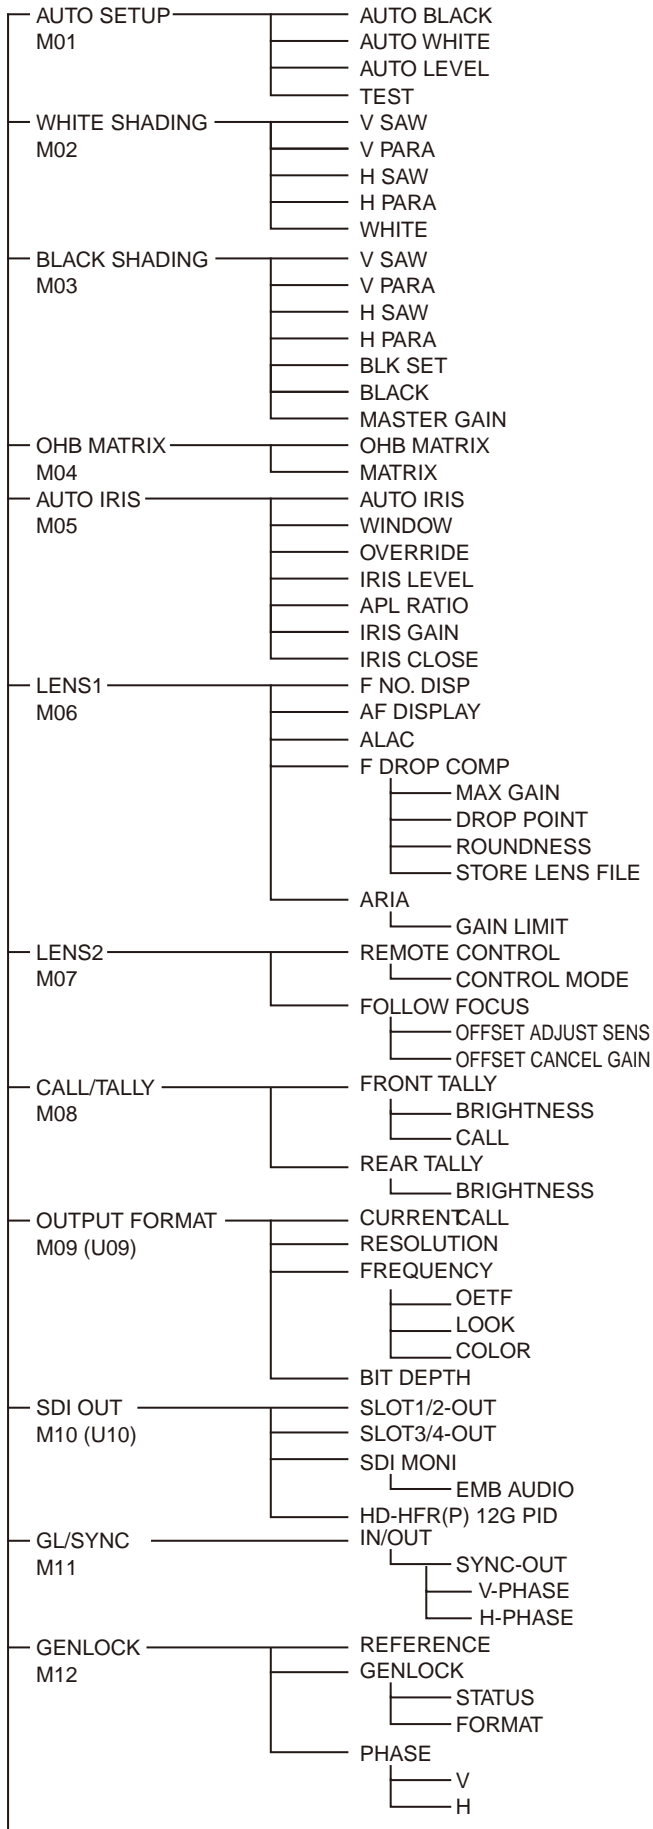 AUTO SETUP AUTO BLACK
M01 AUTO WHITE
AUTO LEVEL
TEST
WHITE SHADING V SAW
M02 V PARA
H SAW
H PARA
WHITE
BLACK SHADING V SAW
M03 V PARA
H SAW
H PARA
BLK SET
BLACK
MASTER GAIN
OHB MATRIX OHB MATRIX
M04 MATRIX
AUTO IRIS AUTO IRIS
M05 WINDOW
OVERRIDE
IRIS LEVEL
APL RATIO
IRIS GAIN
IRIS CLOSE
LENS1 F NO. DISP
M06 AF DISPLAY
ALAC
F DROP COMP
MAX GAIN
DROP POINT
ROUNDNESS
STORE LENS FILE
ARIA
GAIN LIMIT
LENS2 REMOTE CONTROL
M07 CONTROL MODE
FOLLOW FOCUS
OFFSET ADJUST SENS
OFFSET CANCEL GAIN
CALL/TALLY FRONT TALLY
M08 BRIGHTNESS
CALL
REAR TALLY
BRIGHTNESS
OUTPUT FORMAT CURRENT CALL
M09 (U09) RESOLUTION
FREQUENCY
OETF
LOOK
COLOR
BIT DEPTH
SDI OUT SLOT1/2-OUT
M10 (U10) SLOT3/4-OUT
SDI MONI
EMB AUDIO
HD-HFR(P) 12G PID
GL/SYNC IN/OUT
M11 SYNC-OUT
V-PHASE
H-PHASE
GENLOCK REFERENCE
M12 GENLOCK
STATUS
FORMAT
PHASE
V
H